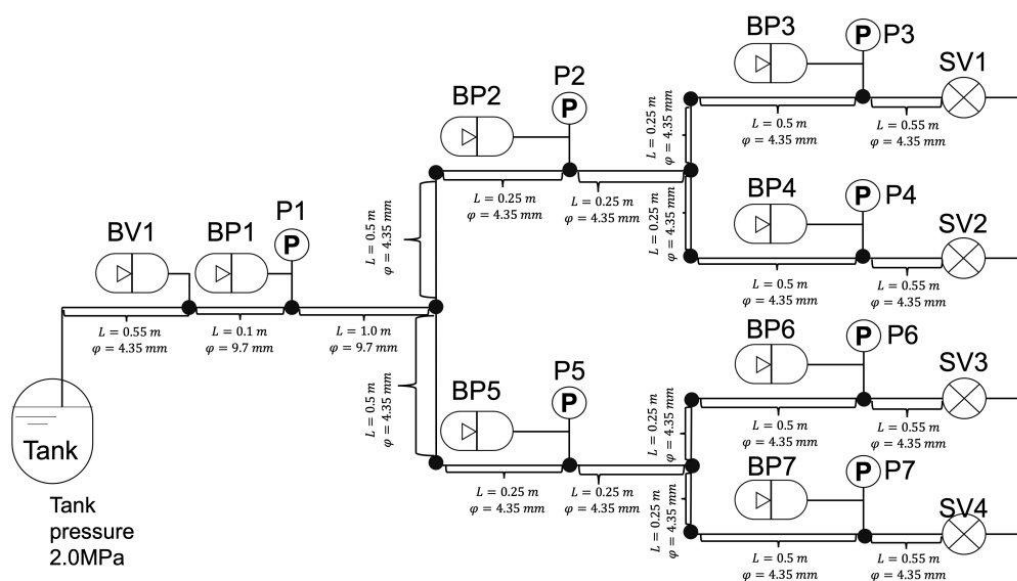 BP3
P
P3
SV1
L = 0.5 m
φ = 4.35 mm
L = 0.55 m
φ = 4.35 mm
L = 0.25 m
φ = 4.35 mm
BP2
P2
P
L = 0.25 m
φ = 4.35 mm
L = 0.25 m
φ = 4.35 mm
L = 0.25 m
φ = 4.35 mm
BP4
P
P4
SV2
L = 0.5 m
φ = 4.35 mm
L = 0.55 m
φ = 4.35 mm
L = 0.5 m
φ = 4.35 mm
BV1
BP1
P1
P
L = 0.55 m
φ = 4.35 mm
L = 0.1 m
φ = 9.7 mm
L = 1.0 m
φ = 9.7 mm
L = 0.5 m
φ = 4.35 mm
BP5
P5
P
L = 0.25 m
φ = 4.35 mm
L = 0.25 m
φ = 4.35 mm
BP6
P
P6
SV3
L = 0.5 m
φ = 4.35 mm
L = 0.55 m
φ = 4.35 mm
L = 0.25 m
φ = 4.35 mm
L = 0.25 m
φ = 4.35 mm
BP7
P
P7
SV4
L = 0.5 m
φ = 4.35 mm
L = 0.55 m
φ = 4.35 mm
Tank
Tank
pressure
2.0MPa